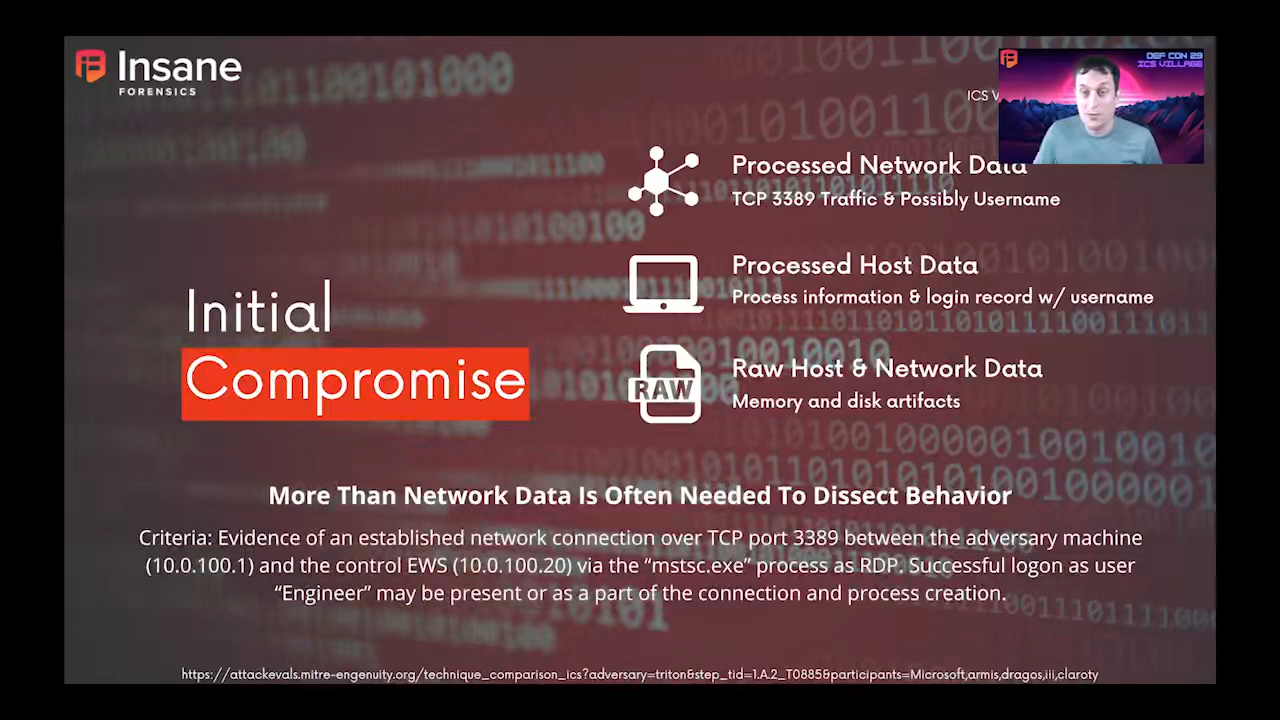 Insane
FORENSICS
DEF CON 29
ICS VILLAGE
ICS V
Processed Network Data
TCP 3389 Traffic & Possibly Username
Processed Host Data
Process information & login record w/ username
Initial
Compromise
RAW
Raw Host & Network Data
Memory and disk artifacts
More Than Network Data Is Often Needed To Dissect Behavior
Criteria: Evidence of an established network connection over TCP port 3389 between the adversary machine
(10.0.100.1) and the control EWS (10.0.100.20) via the “mstsc.exe” process as RDP. Successful logon as user
“Engineer” may be present or as a part of the connection and process creation.
https://attackevals.mitre-engenuity.org/technique_comparison_ics?adversary=triton&step_tid=1.A.2_T0885&participants=Microsoft,armis,dragos,iii,claroty